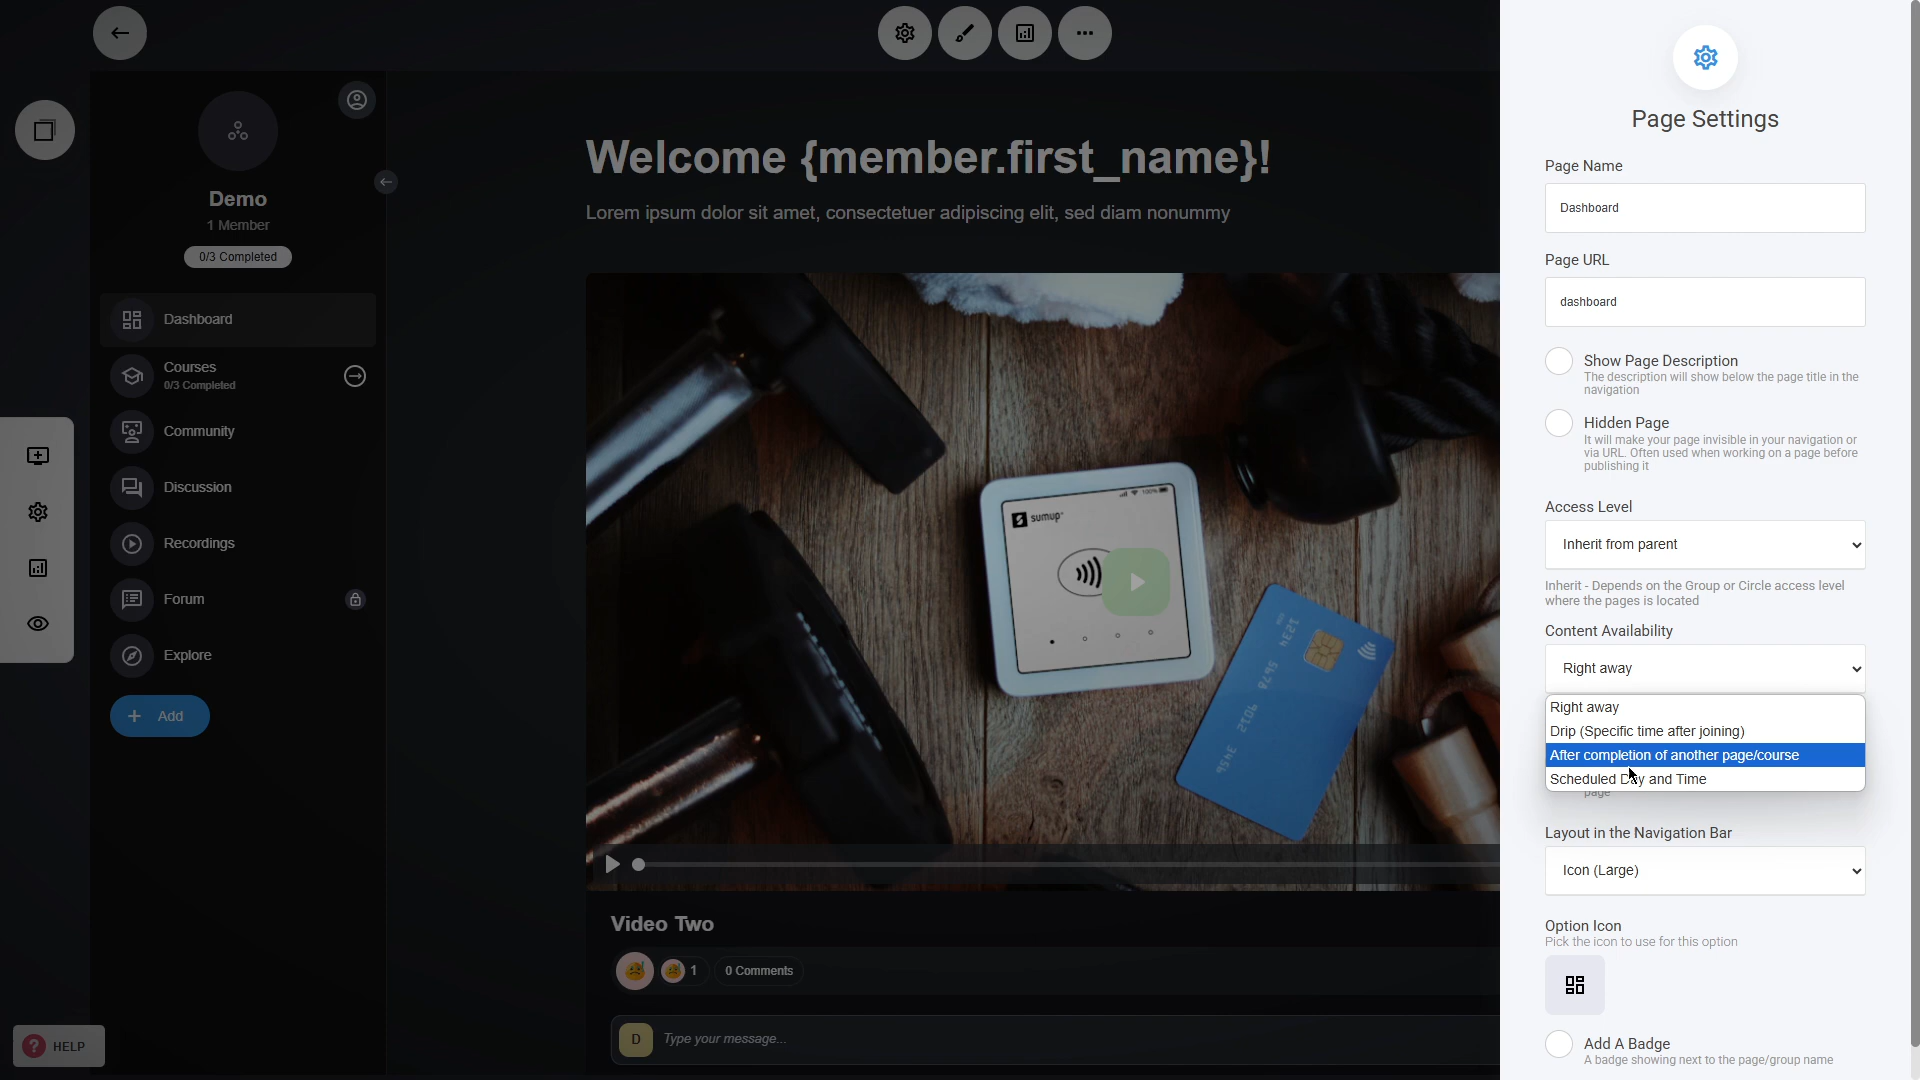 Demo
1 Member
0/3 Completed
Dashboard
Courses
0/3 Completed
Community
Discussion
Recordings
Forum
Explore
+ Add
? HELP
Welcome {member.first_name}!
Lorem ipsum dolor sit amet, consectetuer adipiscing elit, sed diam nonummy
100%
sumup
1234 5678 9012 3456
Video Two
1
0 Comments
D
Type your message...
Page Settings
Page Name
Dashboard
Page URL
dashboard
Show Page Description
The description will show below the page title in the
navigation
Hidden Page
It will make your page invisible in your navigation or
via URL. Often used when working on a page before
publishing it
Access Level
Inherit from parent
Inherit - Depends on the Group or Circle access level
where the pages is located
Content Availability
Right away
Right away
Drip (Specific time after joining)
After completion of another page/course
Scheduled Day and Time
page
Layout in the Navigation Bar
Icon (Large)
Option Icon
Pick the icon to use for this option
Add A Badge
A badge showing next to the page/group name